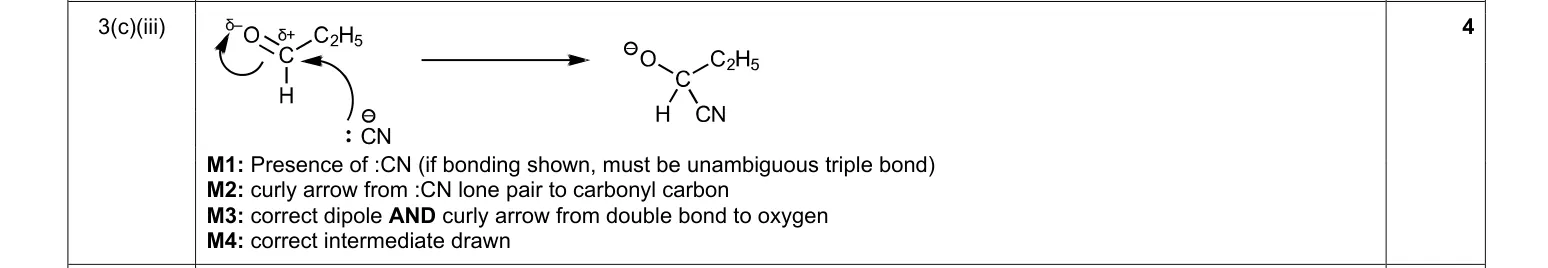 3(c)(iii)
4
δ– O δ+ C₂H₅
C
H
⊖
: CN
⊖ O C₂H₅
C
H CN
M1: Presence of :CN (if bonding shown, must be unambiguous triple bond)
M2: curly arrow from :CN lone pair to carbonyl carbon
M3: correct dipole AND curly arrow from double bond to oxygen
M4: correct intermediate drawn